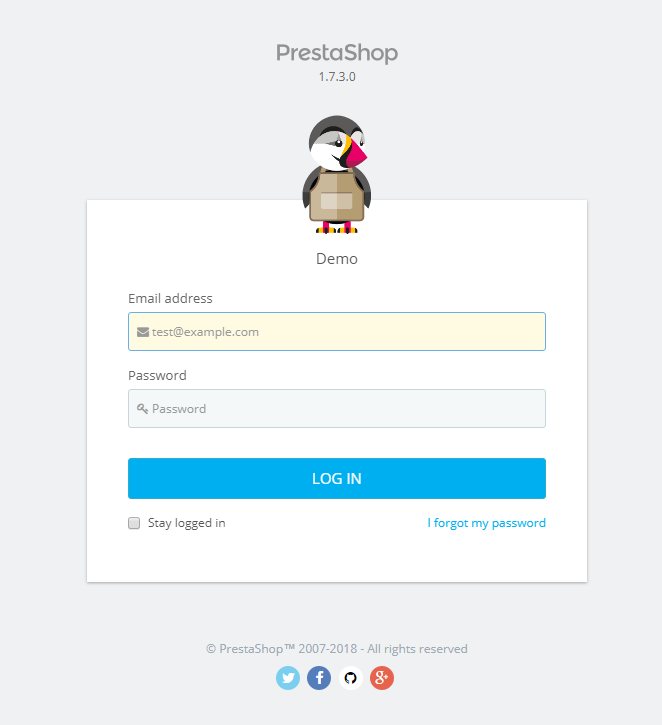 PrestaShop
1.7.3.0
Demo
Email address
test@example.com
Password
Password
LOG IN
Stay logged in
I forgot my password
© PrestaShop™ 2007-2018 - All rights reserved